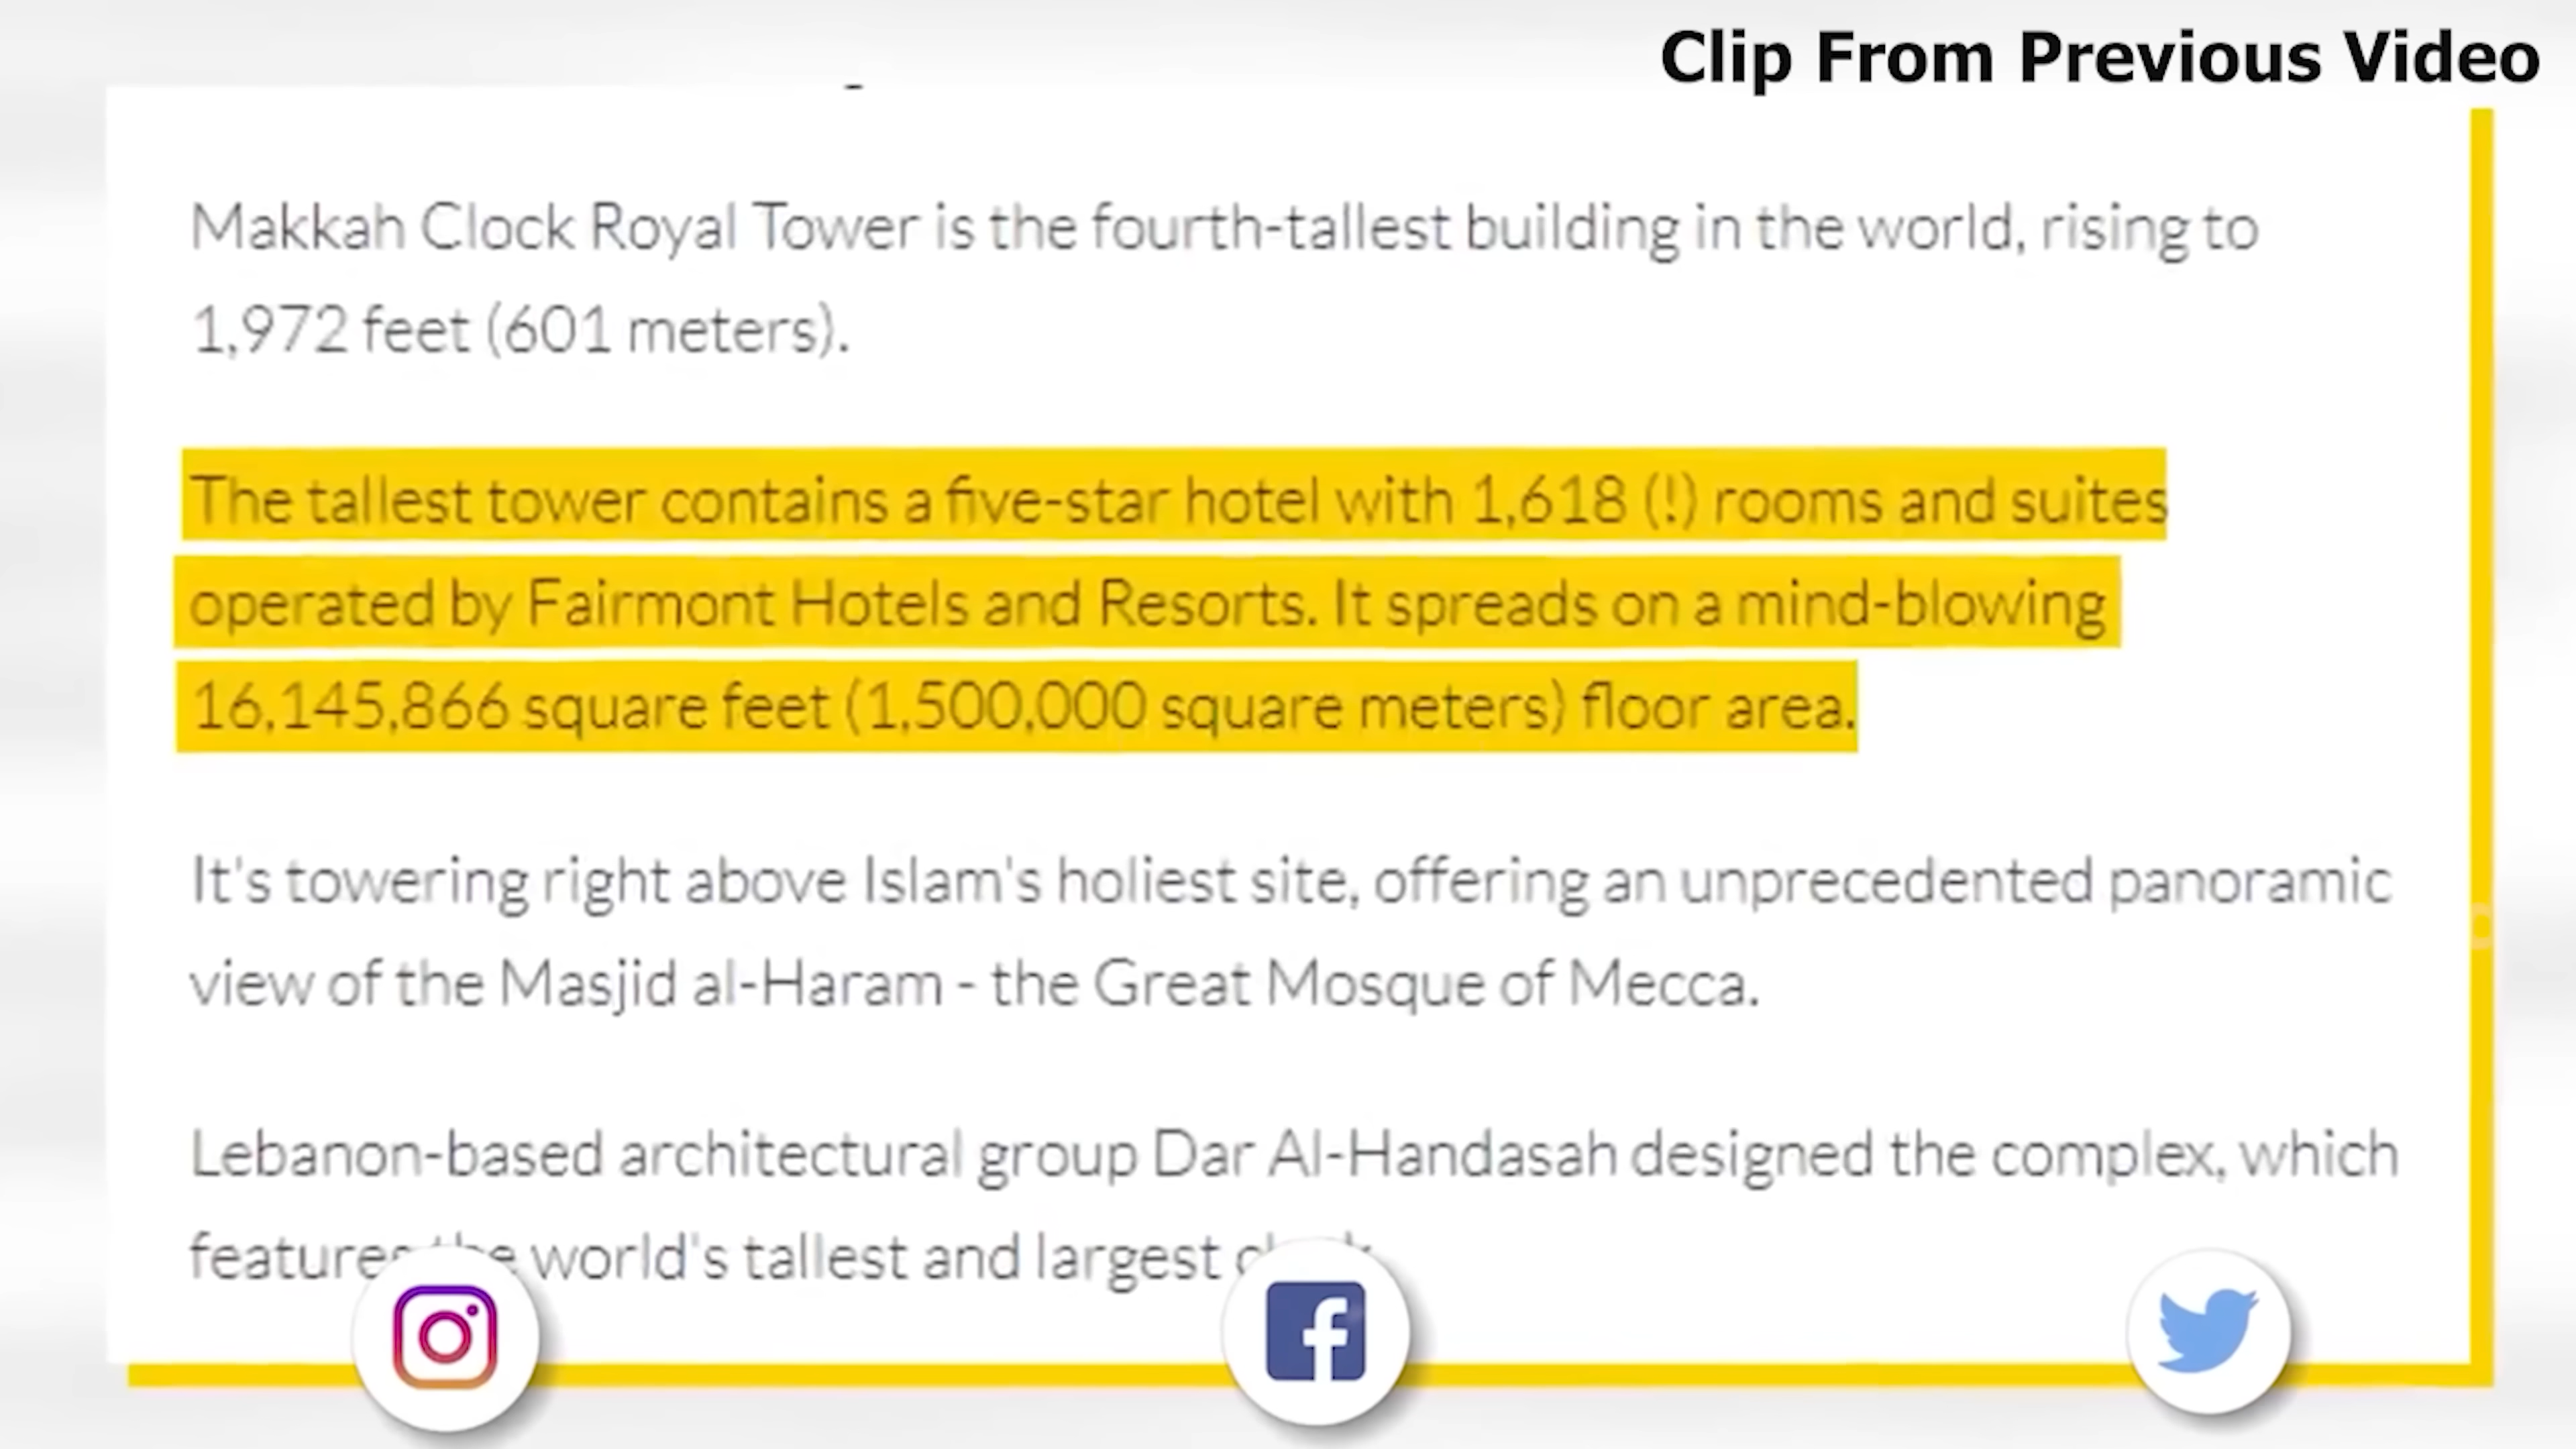 Clip From Previous Video
Makkah Clock Royal Tower is the fourth-tallest building in the world, rising to
1,972 feet (601 meters).
The tallest tower contains a five-star hotel with 1,618 (!) rooms and suites
operated by Fairmont Hotels and Resorts. It spreads on a mind-blowing
16,145,866 square feet (1,500,000 square meters) floor area.
It's towering right above Islam's holiest site, offering an unprecedented panoramic
view of the Masjid al-Haram - the Great Mosque of Mecca.
Lebanon-based architectural group Dar Al-Handasah designed the complex, which
features the world's tallest and largest